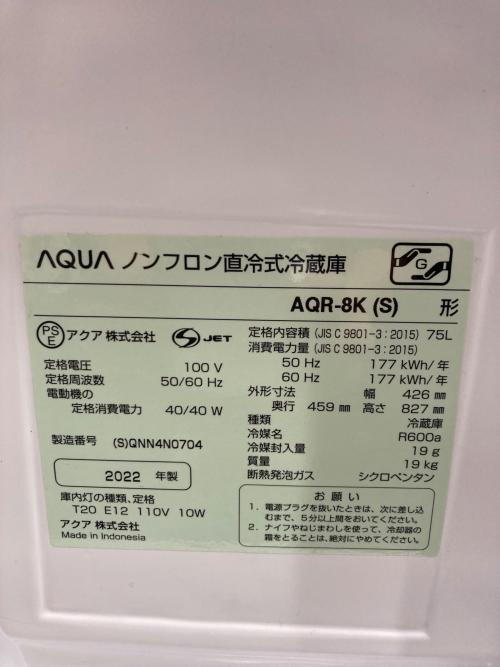 AQUA ノンフロン直冷式冷蔵庫
G
AQR-8K (S) 形
PS E アクア 株式会社 S JET
定格電圧 100 V
定格周波数 50/60 Hz
電動機の
定格消費電力 40/40 W
製造番号 (S)QNN4N0704
2022 年製
庫内灯の種類、定格
T20 E12 110V 10W
アクア 株式会社
Made in Indonesia
定格内容積 (JIS C 9801-3 : 2015) 75L
消費電力量 (JIS C 9801-3 : 2015)
50 Hz 177 kWh/ 年
60 Hz 177 kWh/ 年
外形寸法 幅 426 mm
奥行 459 mm 高さ 827 mm
種類 冷蔵庫
冷媒名 R600a
冷媒封入量 19 g
質量 19 kg
断熱発泡ガス シクロペンタン
お 願 い
1. 電源プラグを抜いたときは、次に差し込
むまで、5分以上間をおいてください。
2. ナイフやねじまわしを使って、冷却器の
霜をとることは、絶対にやめてください。